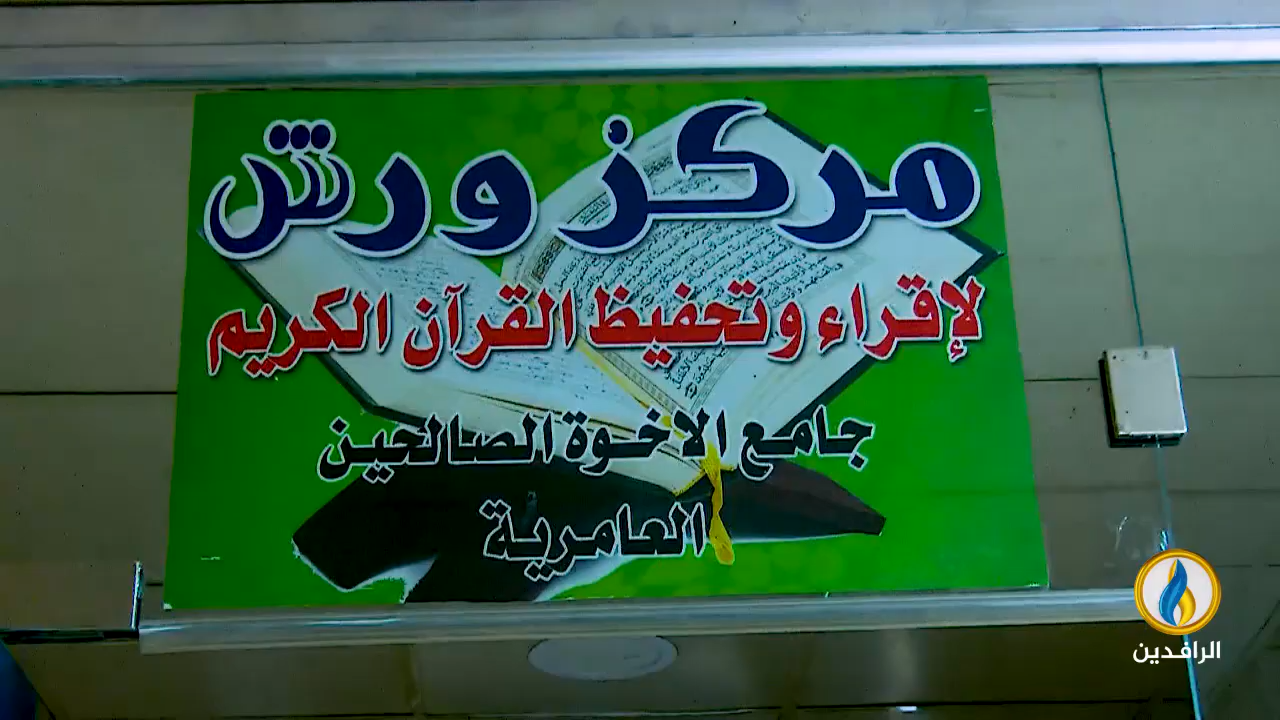 مركز ورش
لإقراء وتحفيظ القرآن الكريم
جامع الاخوة الصالحين
العامرية
الرافدين